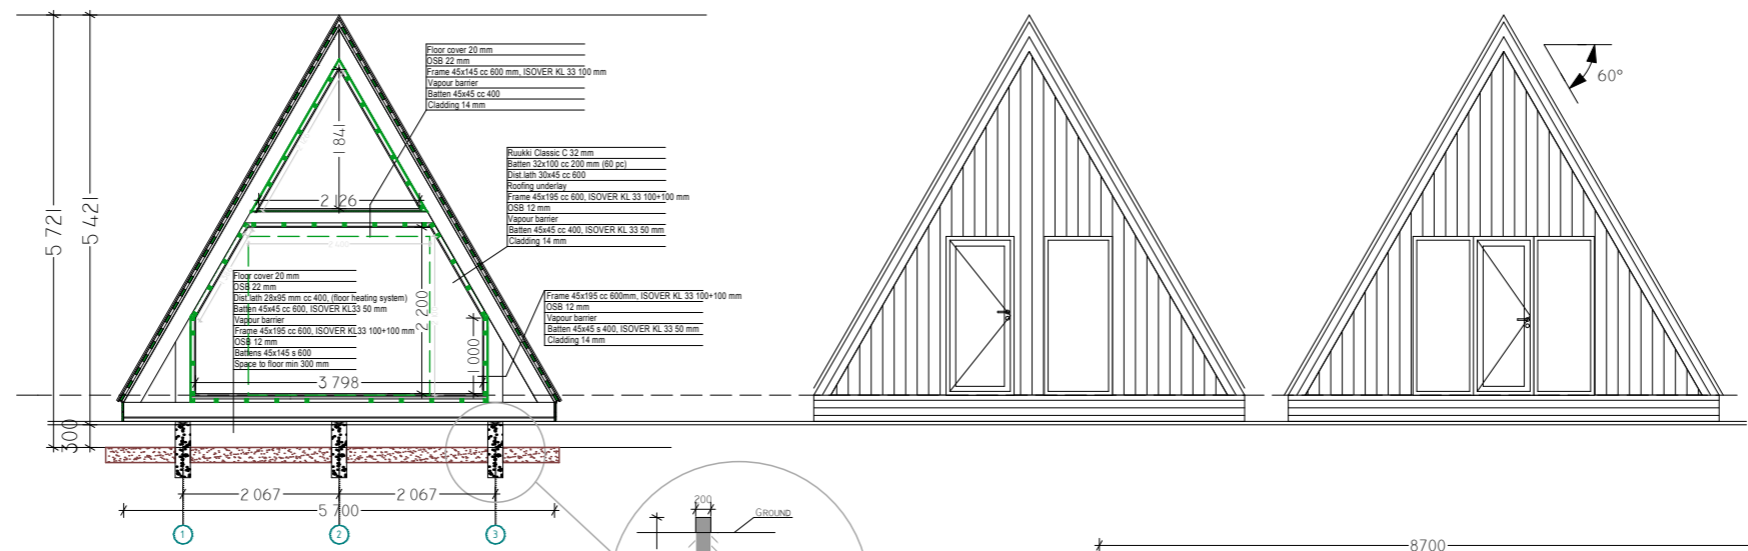 Floor cover 20 mm
OSB 22 mm
Frame 45x145 cc 600 mm, ISOVER KL 33 100 mm
Vapour barrier
Batten 45x45 cc 400
Cladding 14 mm
Ruukki Classic C 32 mm
Batten 32x100 cc 200 mm (60 pc)
Dist.lath 30x45 cc 600
Roofing underlay
Frame 45x195 cc 600, ISOVER KL 33 100+100 mm
OSB 12 mm
Vapour barrier
Batten 45x45 cc 400, ISOVER KL 33 50 mm
Cladding 14 mm
Floor cover 20 mm
OSB 22 mm
Dist.lath 28x95 mm cc 400, (floor heating system)
Batten 45x45 cc 600, ISOVER KL33 50 mm
Vapour barrier
Frame 45x195 cc 600, ISOVER KL33 100+100 mm
OSB 12 mm
Battens 45x145 s 600
Space to floor min 300 mm
Frame 45x195 cc 600mm, ISOVER KL 33 100+100 mm
OSB 12 mm
Vapour barrier
Batten 45x45 s 400, ISOVER KL 33 50 mm
Cladding 14 mm
5 721
5 421
300
1 841
2 126
2 200
1 000
3 798
2 067
2 067
5 700
1
2
3
60°
200
GROUND
8700